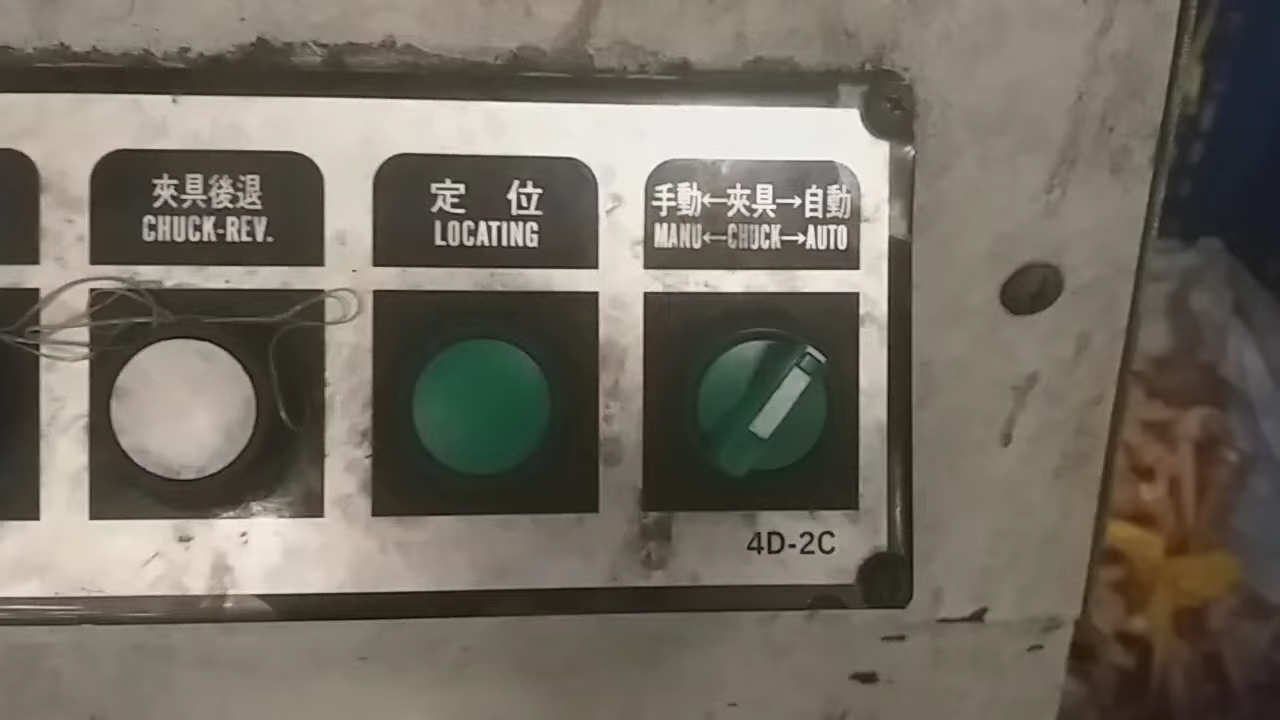 夾具後退
CHUCK-REV.
定 位
LOCATING
手動←夾具→自動
MANU←CHUCK→AUTO
4D-2C